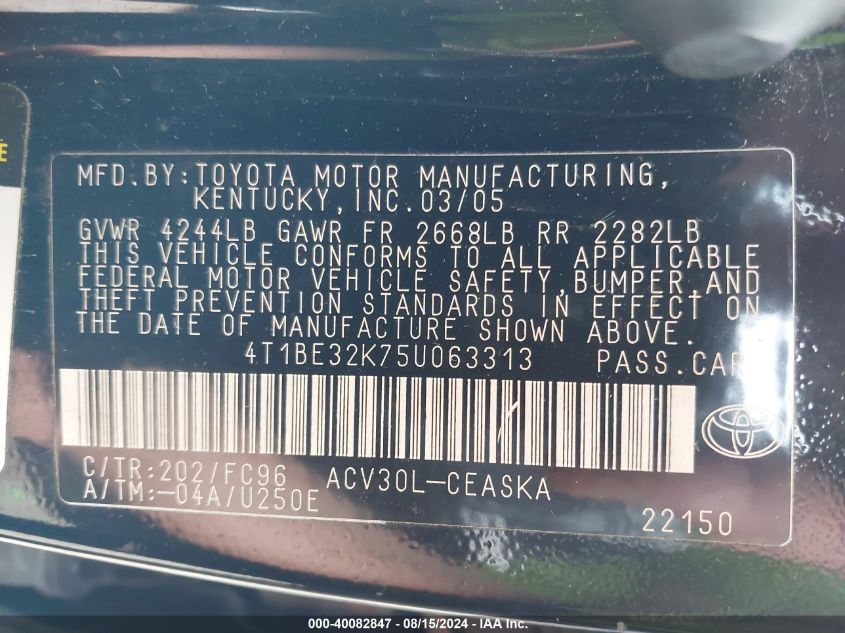 E
MFD.BY:TOYOTA MOTOR MANUFACTURING,
KENTUCKY,INC.03/05
GVWR 4244LB GAWR FR 2668LB RR 2282LB
THIS VEHICLE CONFORMS TO ALL APPLICABLE
FEDERAL MOTOR VEHICLE SAFETY,BUMPER,AND
THEFT PREVENTION STANDARDS IN EFFECT ON
THE DATE OF MANUFACTURE SHOWN ABOVE.
4T1BE32K75U063313 PASS.CAR
C/TR:202/FC96 ACV30L-CEASKA
A/TM:-04A/U250E
22150
000-40082847 - 08/15/2024 - IAA Inc.